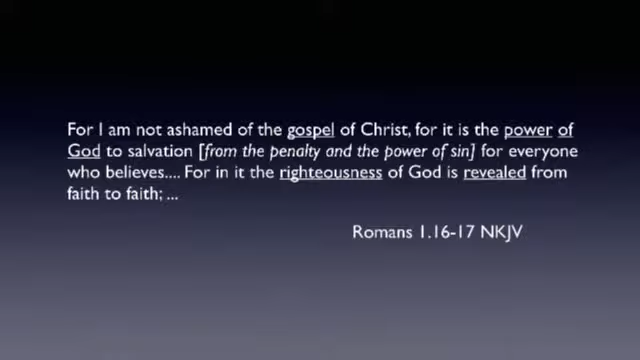 For I am not ashamed of the gospel of Christ, for it is the power of
God to salvation [from the penalty and the power of sin] for everyone
who believes.... For in it the righteousness of God is revealed from
faith to faith; ...
Romans 1.16-17 NKJV